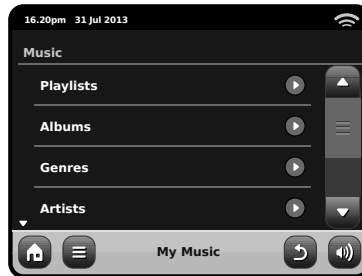 16.20pm 31 Jul 2013
Music
Playlists
Albums
Genres
Artists
My Music